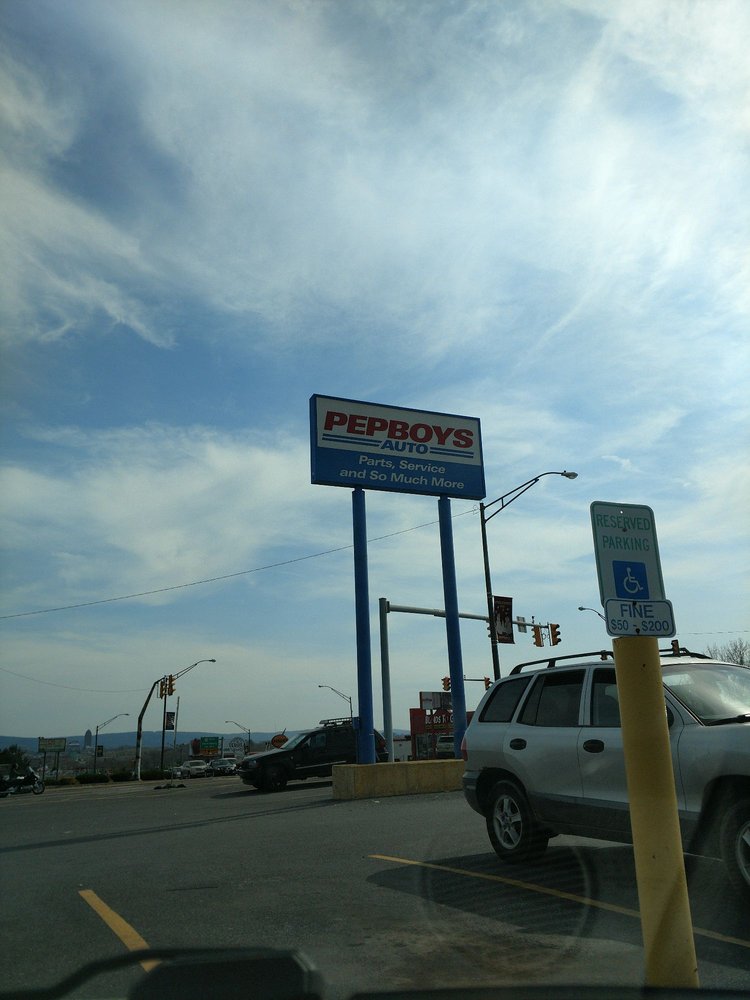 PEPBOYS
AUTO
Parts, Service
and So Much More
RESERVED
PARKING
FINE
$50 - $200